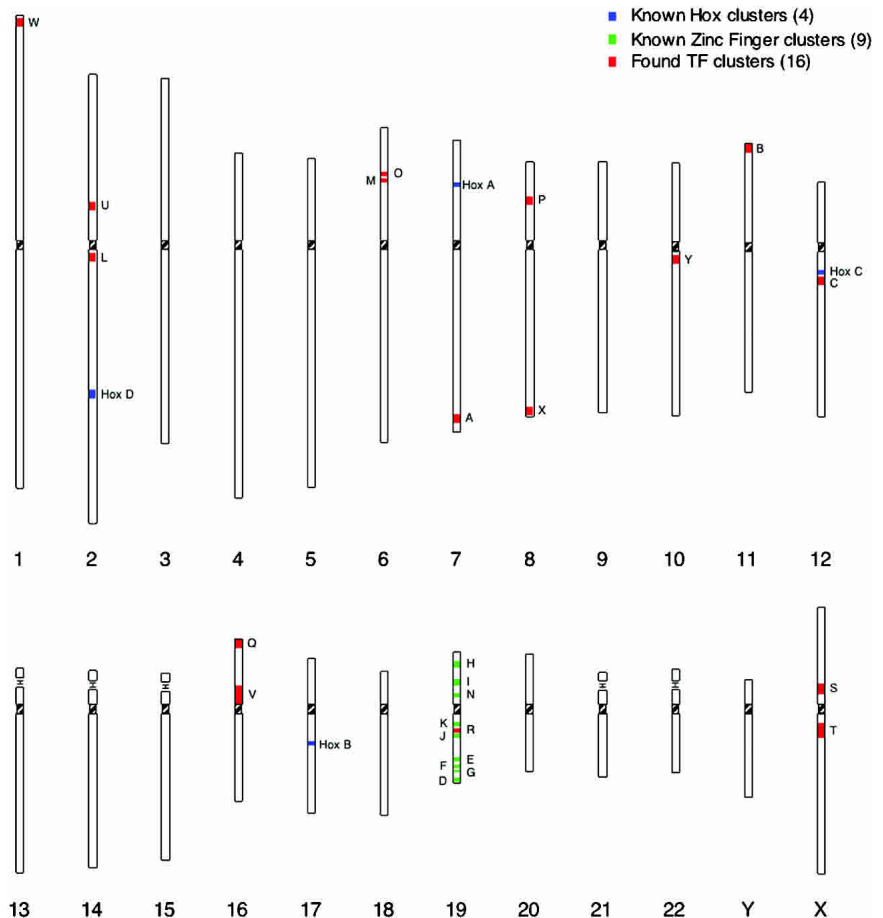 Known Hox clusters (4)
Known Zinc Finger clusters (9)
Found TF clusters (16)
W
U
L
Hox D
O
M
Hox A
A
P
X
Y
B
Hox C
C
1 2 3 4 5 6 7 8 9 10 11 12
Q
V
Hox B
H
I
N
K
R
J
E
F
G
D
S
T
13 14 15 16 17 18 19 20 21 22 Y X